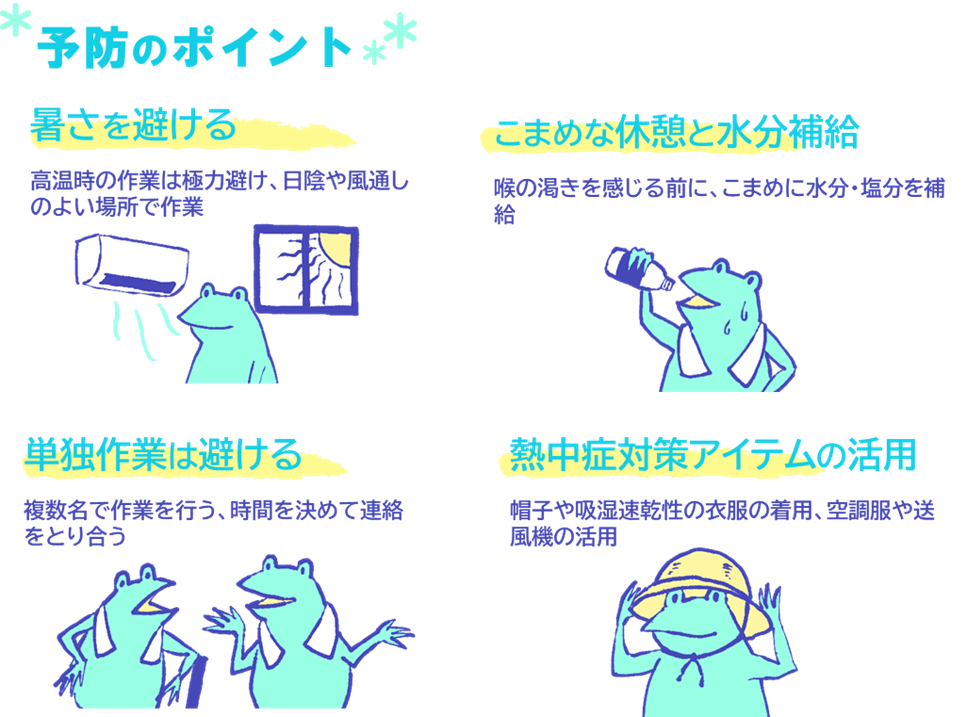 予防のポイント
暑さを避ける
高温時の作業は極力避け、日陰や風通し
のよい場所で作業
こまめな休憩と水分補給
喉の渇きを感じる前に、こまめに水分・塩分を補
給
単独作業は避ける
複数名で作業を行う、時間を決めて連絡
をとり合う
熱中症対策アイテムの活用
帽子や吸湿速乾性の衣服の着用、空調服や送
風機の活用